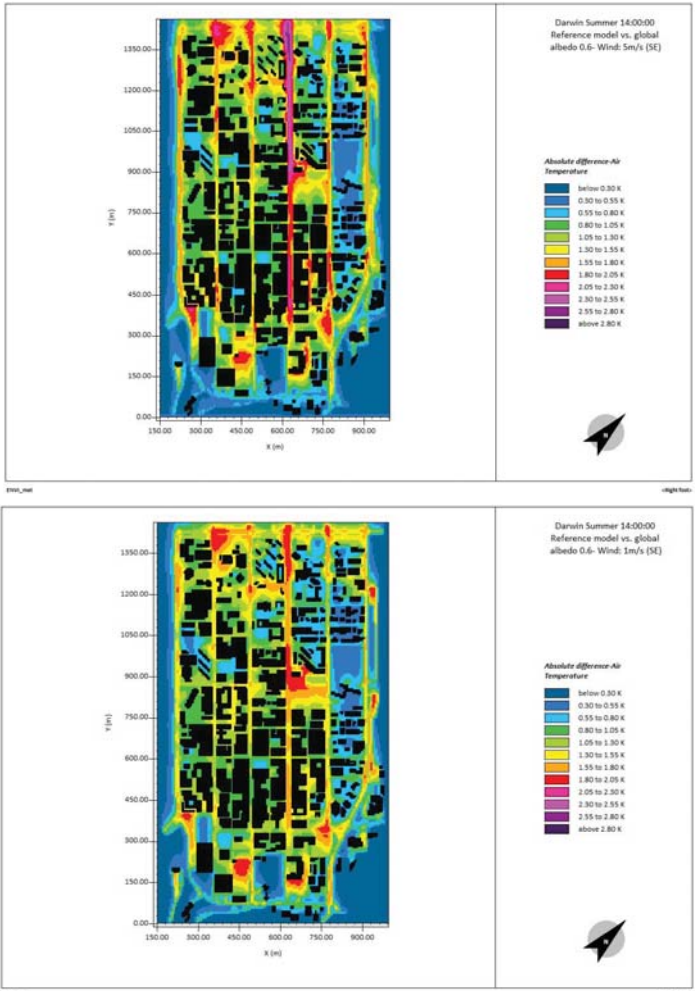 Darwin Summer 14:00:00
Reference model vs. global
albedo 0.6- Wind: 5m/s (SE)
1350.00
1200.00
1050.00
900.00
750.00
600.00
450.00
300.00
150.00
0.00
Y (m)
150.00 300.00 450.00 600.00 750.00 900.00
X (m)
Absolute difference-Air
Temperature
below 0.30 K
0.30 to 0.55 K
0.55 to 0.80 K
0.80 to 1.05 K
1.05 to 1.30 K
1.30 to 1.55 K
1.55 to 1.80 K
1.80 to 2.05 K
2.05 to 2.30 K
2.30 to 2.55 K
2.55 to 2.80 K
above 2.80 K
N
ENVI_met
<Right foot>
Darwin Summer 14:00:00
Reference model vs. global
albedo 0.6- Wind: 1m/s (SE)
1350.00
1200.00
1050.00
900.00
750.00
600.00
450.00
300.00
150.00
0.00
Y (m)
150.00 300.00 450.00 600.00 750.00 900.00
X (m)
Absolute difference-Air
Temperature
below 0.30 K
0.30 to 0.55 K
0.55 to 0.80 K
0.80 to 1.05 K
1.05 to 1.30 K
1.30 to 1.55 K
1.55 to 1.80 K
1.80 to 2.05 K
2.05 to 2.30 K
2.30 to 2.55 K
2.55 to 2.80 K
above 2.80 K
N